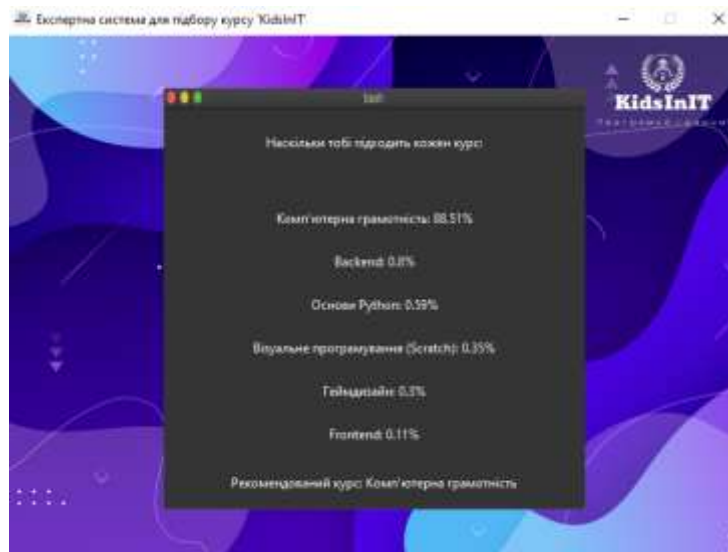 Експертна система для підбору курсу 'KidsInIT'
KidsInIT
bash
Наскільки тобі підходить кожен курс:
Комп'ютерна грамотність: 88.51%
Backend: 0.8%
Основи Python: 0.59%
Візуальне програмування (Scratch): 0.35%
Геймдизайн: 0.3%
Frontend: 0.11%
Рекомендований курс: Комп'ютерна грамотність